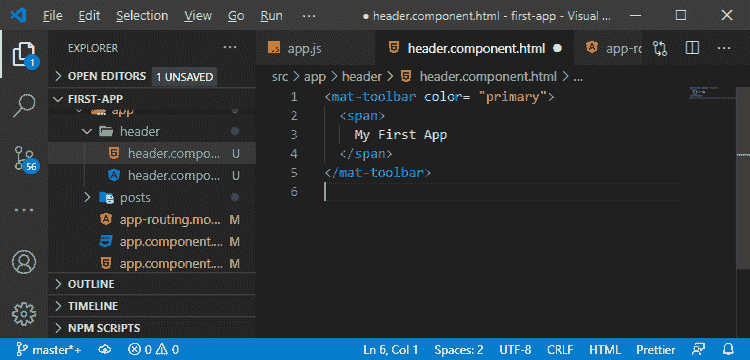 File Edit Selection View Go Run ... ● header.component.html - first-app - Visual ...
EXPLORER
OPEN EDITORS 1 UNSAVED
FIRST-APP
app
header
header.compo... U
header.compo... U
posts
app-routing.mo... M
app.component.... M
app.component.... M
OUTLINE
TIMELINE
NPM SCRIPTS
1
56
JS app.js header.component.html ● app-ro
src > app > header > header.component.html > ...
1 <mat-toolbar color= "primary">
2 <span>
3 My First App
4 </span>
5 </mat-toolbar>
6
master*+ 0 0 Ln 6, Col 1 Spaces: 2 UTF-8 CRLF HTML Prettier